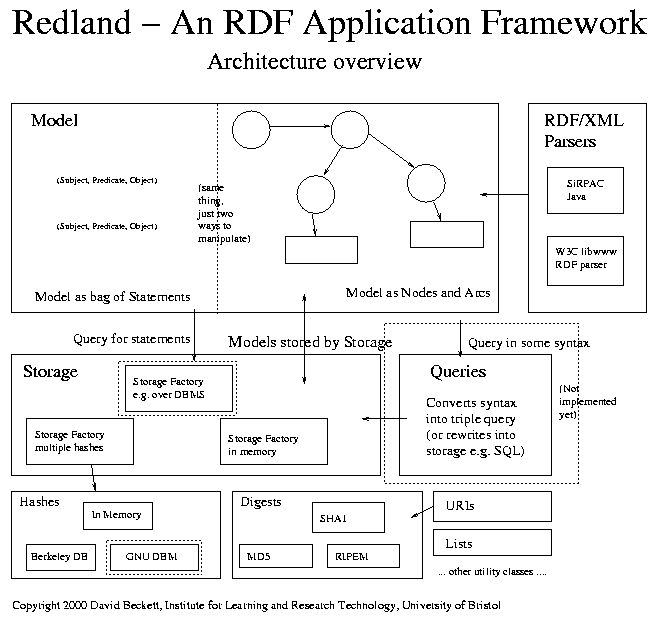 Redland – An RDF Application Framework
Architecture overview
Model
(Subject, Predicate, Object)
(Subject, Predicate, Object)
(same
thing,
just two
ways to
manipulate)
Model as bag of Statements
Model as Nodes and Arcs
RDF/XML
Parsers
SiRPAC
Java
W3C libwww
RDF parser
Query for statements
Models stored by Storage
Query in some syntax
Storage
Storage Factory
e.g. over DBMS
Storage Factory
multiple hashes
Storage Factory
in memory
Queries
Converts syntax
into triple query
(or rewrites into
storage e.g. SQL)
(Not
implemented
yet)
Hashes
In Memory
Berkeley DB
GNU DBM
Digests
SHA1
MD5
RIPEM
URIs
Lists
... other utility classes ....
Copyright 2000 David Beckett, Institute for Learning and Research Technology, University of Bristol